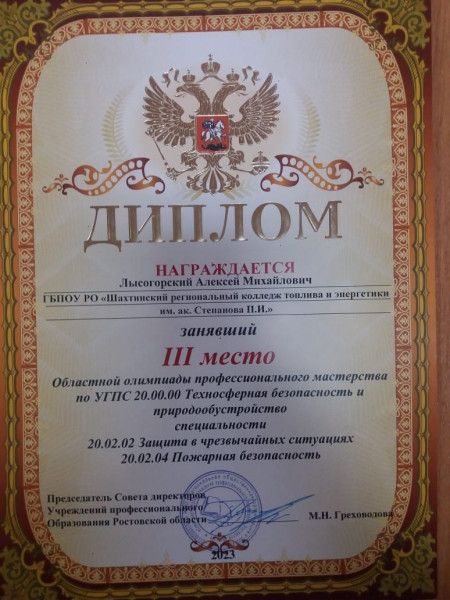 ДИПЛОМ
НАГРАЖДАЕТСЯ
Лысогорский Алексей Михайлович
ГБПОУ РО «Шахтинский региональный колледж топлива и энергетики
им. ак. Степанова П.И.»
занявший
III место
Областной олимпиады профессионального мастерства
по УГПС 20.00.00 Техносферная безопасность и
природообустройство
специальности
20.02.02 Защита в чрезвычайных ситуациях
20.02.04 Пожарная безопасность
Председатель Совета директоров
Учреждений профессионального
Образования Ростовской области
М.Н. Греховодова
2023